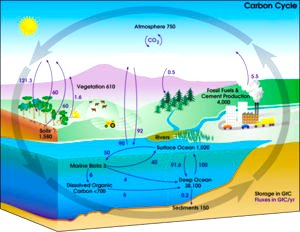 Carbon Cycle
Atmosphere 750
CO2
121.3
Vegetation 610
0.5
5.5
60
60
1.6
Fossil Fuels &
Cement Production
4,000
Soils
1,580
92
90
Rivers
Surface Ocean 1,020
50
40
91.6
100
Marine Biota 3
6
4
6
Deep Ocean
38,100
Dissolved Organic
Carbon <700
0.2
Sediments 150
Storage in GtC
Fluxes in GtC/yr